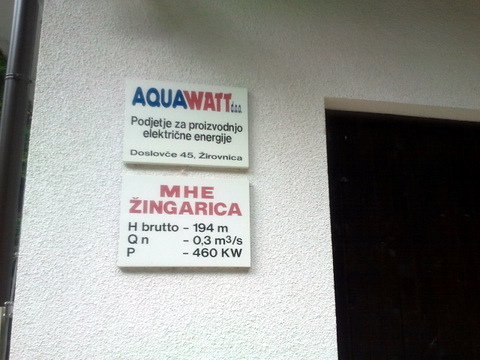 AQUAWATT d.o.o.
Podjetje za proizvodnjo
električne energije
Doslovče 45, Žirovnica
MHE
ŽINGARICA
H brutto - 194 m
Q n - 0,3 m³/s
P - 460 KW